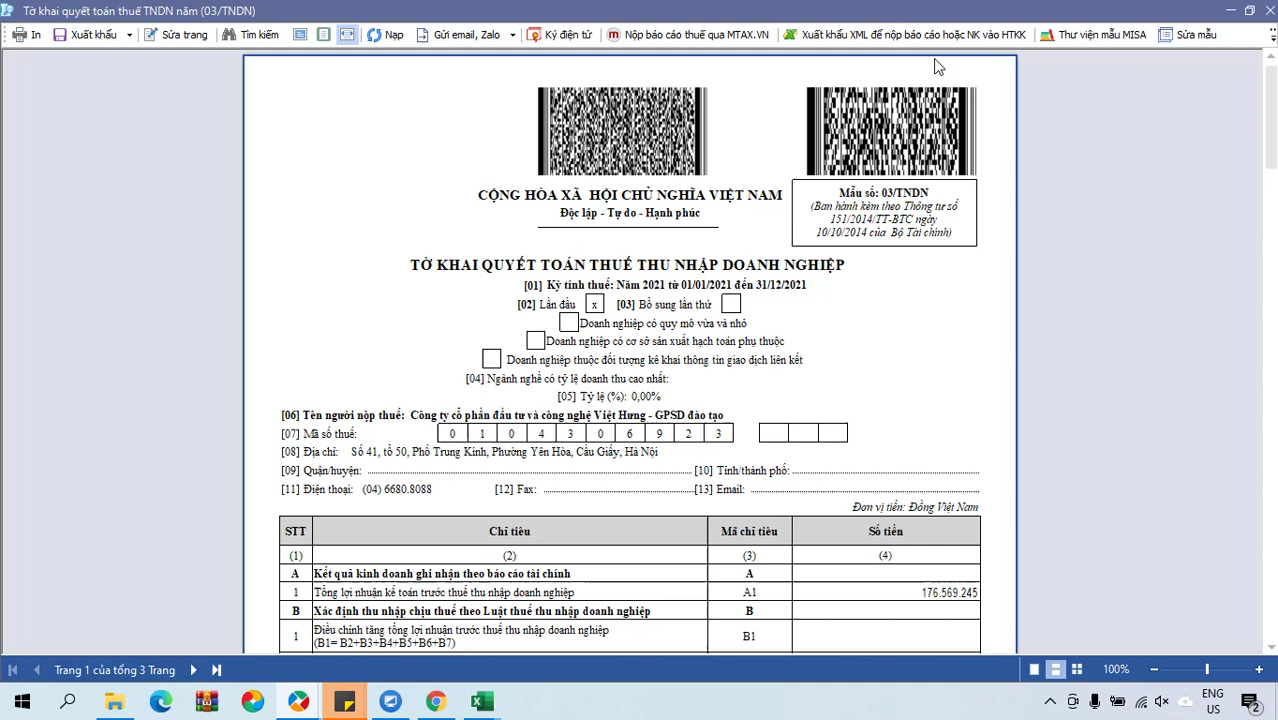 Tờ khai quyết toán thuế TNDN năm (03/TNDN)
In Xuất khẩu Sửa trang Tìm kiếm Nạp Gửi email, Zalo Ký điện tử Nộp báo cáo thuế qua MTAX.VN Xuất khẩu XML để nộp báo cáo hoặc NK vào HTKK Thư viện mẫu MISA Sửa mẫu
CỘNG HÒA XÃ HỘI CHỦ NGHĨA VIỆT NAM
Độc lập - Tự do - Hạnh phúc
Mẫu số: 03/TNDN
(Ban hành kèm theo Thông tư số
151/2014/TT-BTC ngày
10/10/2014 của Bộ Tài chính)
TỜ KHAI QUYẾT TOÁN THUẾ THU NHẬP DOANH NGHIỆP
[01] Kỳ tính thuế: Năm 2021 từ 01/01/2021 đến 31/12/2021
[02] Lần đầu x [03] Bổ sung lần thứ
Doanh nghiệp có quy mô vừa và nhỏ
Doanh nghiệp có cơ sở sản xuất hạch toán phụ thuộc
Doanh nghiệp thuộc đối tượng kê khai thông tin giao dịch liên kết
[04] Ngành nghề có tỷ lệ doanh thu cao nhất:
[05] Tỷ lệ (%): 0,00%
[06] Tên người nộp thuế: Công ty cổ phần đầu tư và công nghệ Việt Hưng - GPSD đào tạo
[07] Mã số thuế: 0 1 0 4 3 0 6 9 2 3
[08] Địa chỉ: Số 41, tổ 50, Phố Trung Kính, Phường Yên Hòa, Cầu Giấy, Hà Nội
[09] Quận/huyện: [10] Tỉnh/thành phố:
[11] Điện thoại: (04) 6680.8088 [12] Fax: [13] Email:
Đơn vị tiền: Đồng Việt Nam
STT Chỉ tiêu Mã chỉ tiêu Số tiền
(1) (2) (3) (4)
A Kết quả kinh doanh ghi nhận theo báo cáo tài chính A
1 Tổng lợi nhuận kế toán trước thuế thu nhập doanh nghiệp A1 176.569.245
B Xác định thu nhập chịu thuế theo Luật thuế thu nhập doanh nghiệp B
1 Điều chỉnh tăng tổng lợi nhuận trước thuế thu nhập doanh nghiệp B1
(B1= B2+B3+B4+B5+B6+B7)
Trang 1 của tổng 3 Trang 100%
ENG
US
2